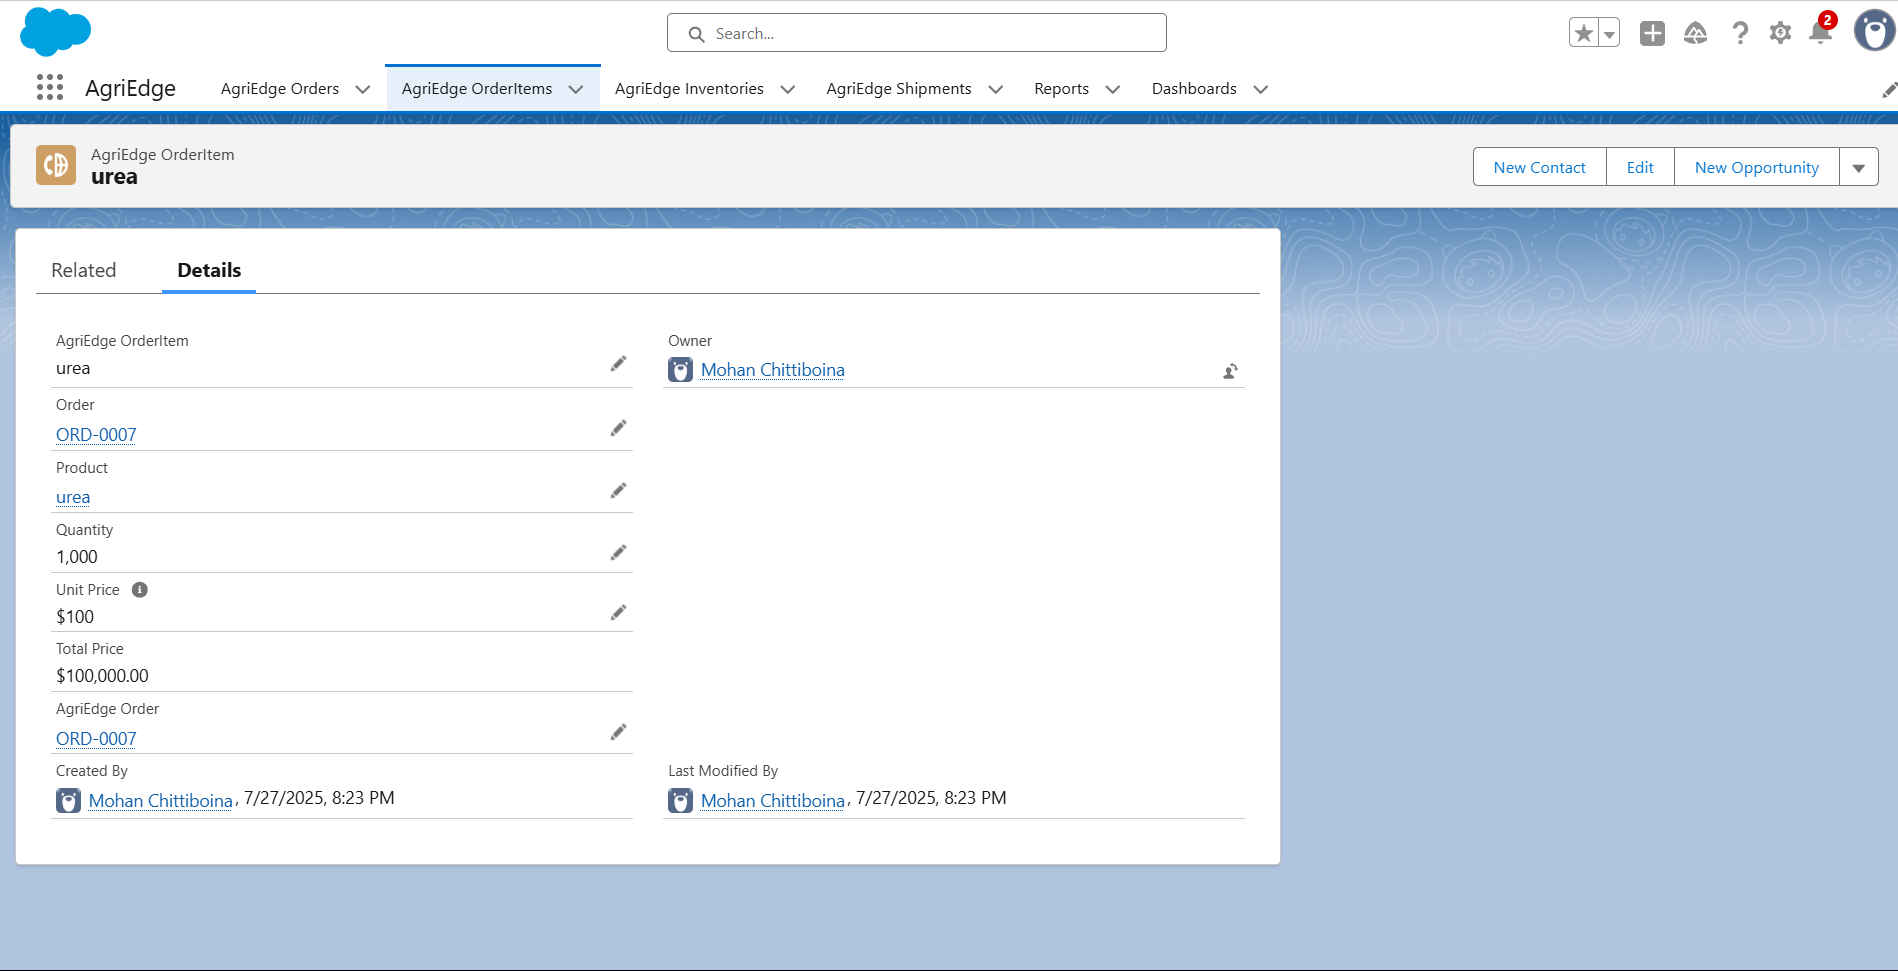 Search...
2
AgriEdge
AgriEdge Orders
AgriEdge OrderItems
AgriEdge Inventories
AgriEdge Shipments
Reports
Dashboards
AgriEdge OrderItem
urea
New Contact
Edit
New Opportunity
Related
Details
AgriEdge OrderItem
urea
Owner
Mohan Chittiboina
Order
ORD-0007
Product
urea
Quantity
1,000
Unit Price
$100
Total Price
$100,000.00
AgriEdge Order
ORD-0007
Created By
Mohan Chittiboina, 7/27/2025, 8:23 PM
Last Modified By
Mohan Chittiboina, 7/27/2025, 8:23 PM